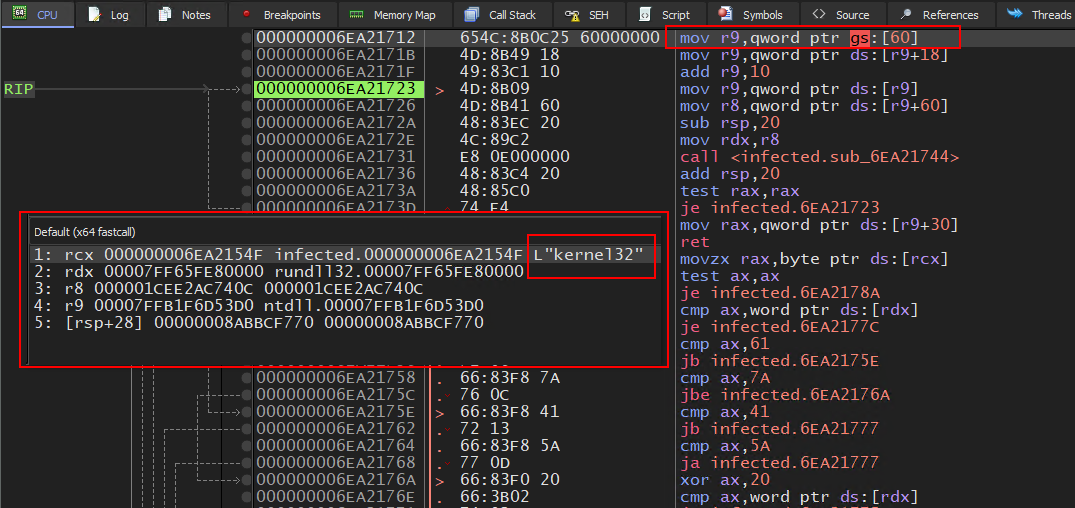 CPU Log Notes Breakpoints Memory Map Call Stack SEH Script Symbols Source References Threads
000000006EA21712 654C:8B0C25 60000000 mov r9,qword ptr gs:[60]
000000006EA2171B 4D:8B49 18 mov r9,qword ptr ds:[r9+18]
000000006EA2171F 49:83C1 10 add r9,10
RIP 000000006EA21723 > 4D:8B09 mov r9,qword ptr ds:[r9]
000000006EA21726 4D:8B41 60 mov r8,qword ptr ds:[r9+60]
000000006EA2172A 48:83EC 20 sub rsp,20
000000006EA2172E 4C:89C2 mov rdx,r8
000000006EA21731 E8 0E000000 call <infected.sub_6EA21744>
000000006EA21736 48:83C4 20 add rsp,20
000000006EA2173A 48:85C0 test rax,rax
000000006EA2173D 74 E4 je infected.6EA21723
mov rax,qword ptr ds:[r9+30]
ret
movzx rax,byte ptr ds:[rcx]
test ax,ax
je infected.6EA2178A
cmp ax,word ptr ds:[rdx]
je infected.6EA2177C
cmp ax,61
jb infected.6EA2175E
Default (x64 fastcall)
1: rcx 000000006EA2154F infected.000000006EA2154F L"kernel32"
2: rdx 00007FF65FE80000 rundll32.00007FF65FE80000
3: r8 000001CEE2AC740C 000001CEE2AC740C
4: r9 00007FFB1F6D53D0 ntdll.00007FFB1F6D53D0
5: [rsp+28] 00000008ABBCF770 00000008ABBCF770
000000006EA21758 . 66:83F8 7A cmp ax,7A
000000006EA2175C . 76 0C jbe infected.6EA2176A
000000006EA2175E > 66:83F8 41 cmp ax,41
000000006EA21762 . 72 13 jb infected.6EA21777
000000006EA21764 . 66:83F8 5A cmp ax,5A
000000006EA21768 . 77 0D ja infected.6EA21777
000000006EA2176A > 66:83F0 20 xor ax,20
000000006EA2176E . 66:3B02 cmp ax,word ptr ds:[rdx]